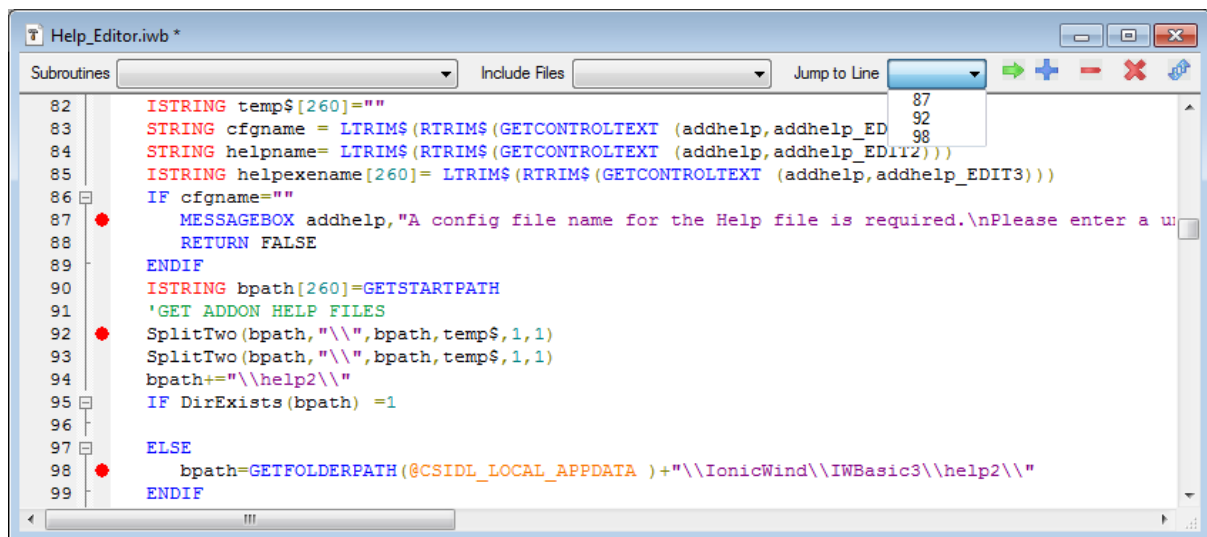 Help_Editor.iwb *
Subroutines Include Files Jump to Line
87
92
98
82 ISTRING temp$[260]=""
83 STRING cfgname = LTRIM$(RTRIM$(GETCONTROLTEXT (addhelp,addhelp_ED
84 STRING helpname= LTRIM$(RTRIM$(GETCONTROLTEXT (addhelp,addhelp_EDIT2)))
85 ISTRING helpexename[260]= LTRIM$(RTRIM$(GETCONTROLTEXT (addhelp,addhelp_EDIT3)))
86 IF cfgname=""
87 MESSAGEBOX addhelp,"A config file name for the Help file is required.\nPlease enter a
88 RETURN FALSE
89 ENDIF
90 ISTRING bpath[260]=GETSTARTPATH
91 'GET ADDON HELP FILES
92 SplitTwo(bpath,"\\",bpath,temp$,1,1)
93 SplitTwo(bpath,"\\",bpath,temp$,1,1)
94 bpath+="\\help2\\"
95 IF DirExists(bpath) =1
96
97 ELSE
98 bpath=GETFOLDERPATH(@CSIDL_LOCAL_APPDATA )+"\\IonicWind\\IWBasic3\\help2\\"
99 ENDIF